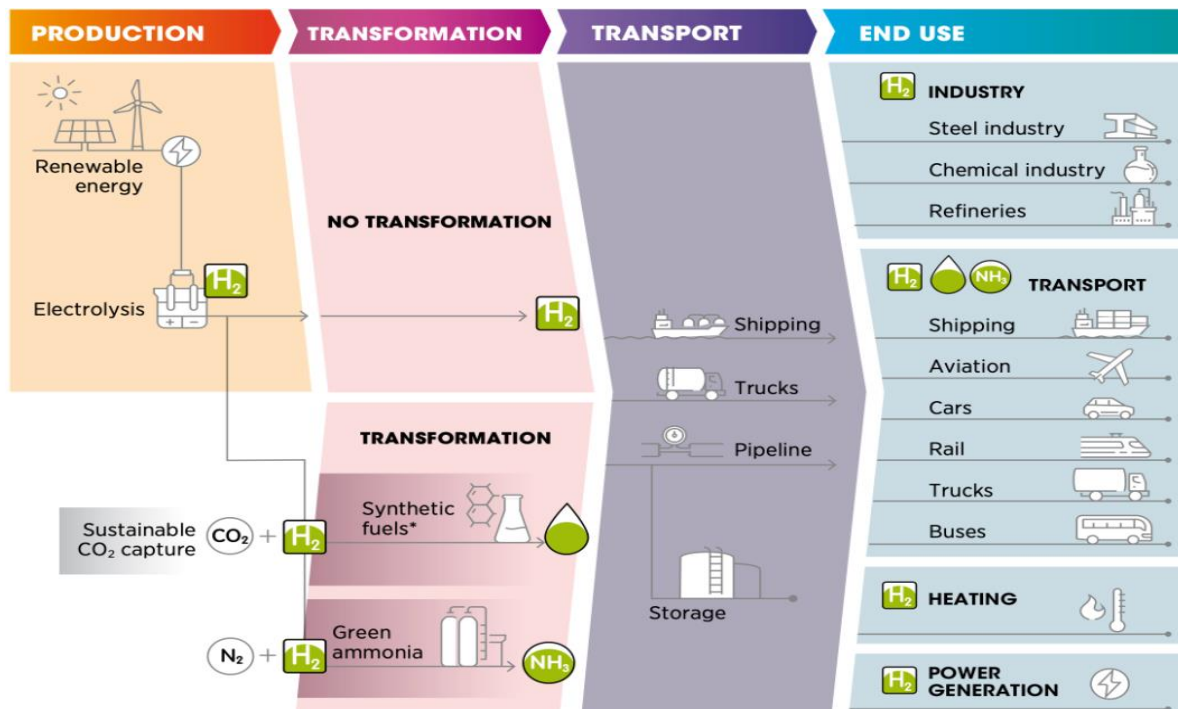 PRODUCTION
TRANSFORMATION
TRANSPORT
END USE
Renewable
energy
Electrolysis
H₂
NO TRANSFORMATION
H₂
TRANSFORMATION
Sustainable
CO₂ capture
CO₂ + H₂
Synthetic
fuels*
N₂ + H₂
Green
ammonia
NH₃
Shipping
Trucks
Pipeline
Storage
H₂ INDUSTRY
Steel industry
Chemical industry
Refineries
H₂ NH₃ TRANSPORT
Shipping
Aviation
Cars
Rail
Trucks
Buses
H₂ HEATING
H₂ POWER
GENERATION